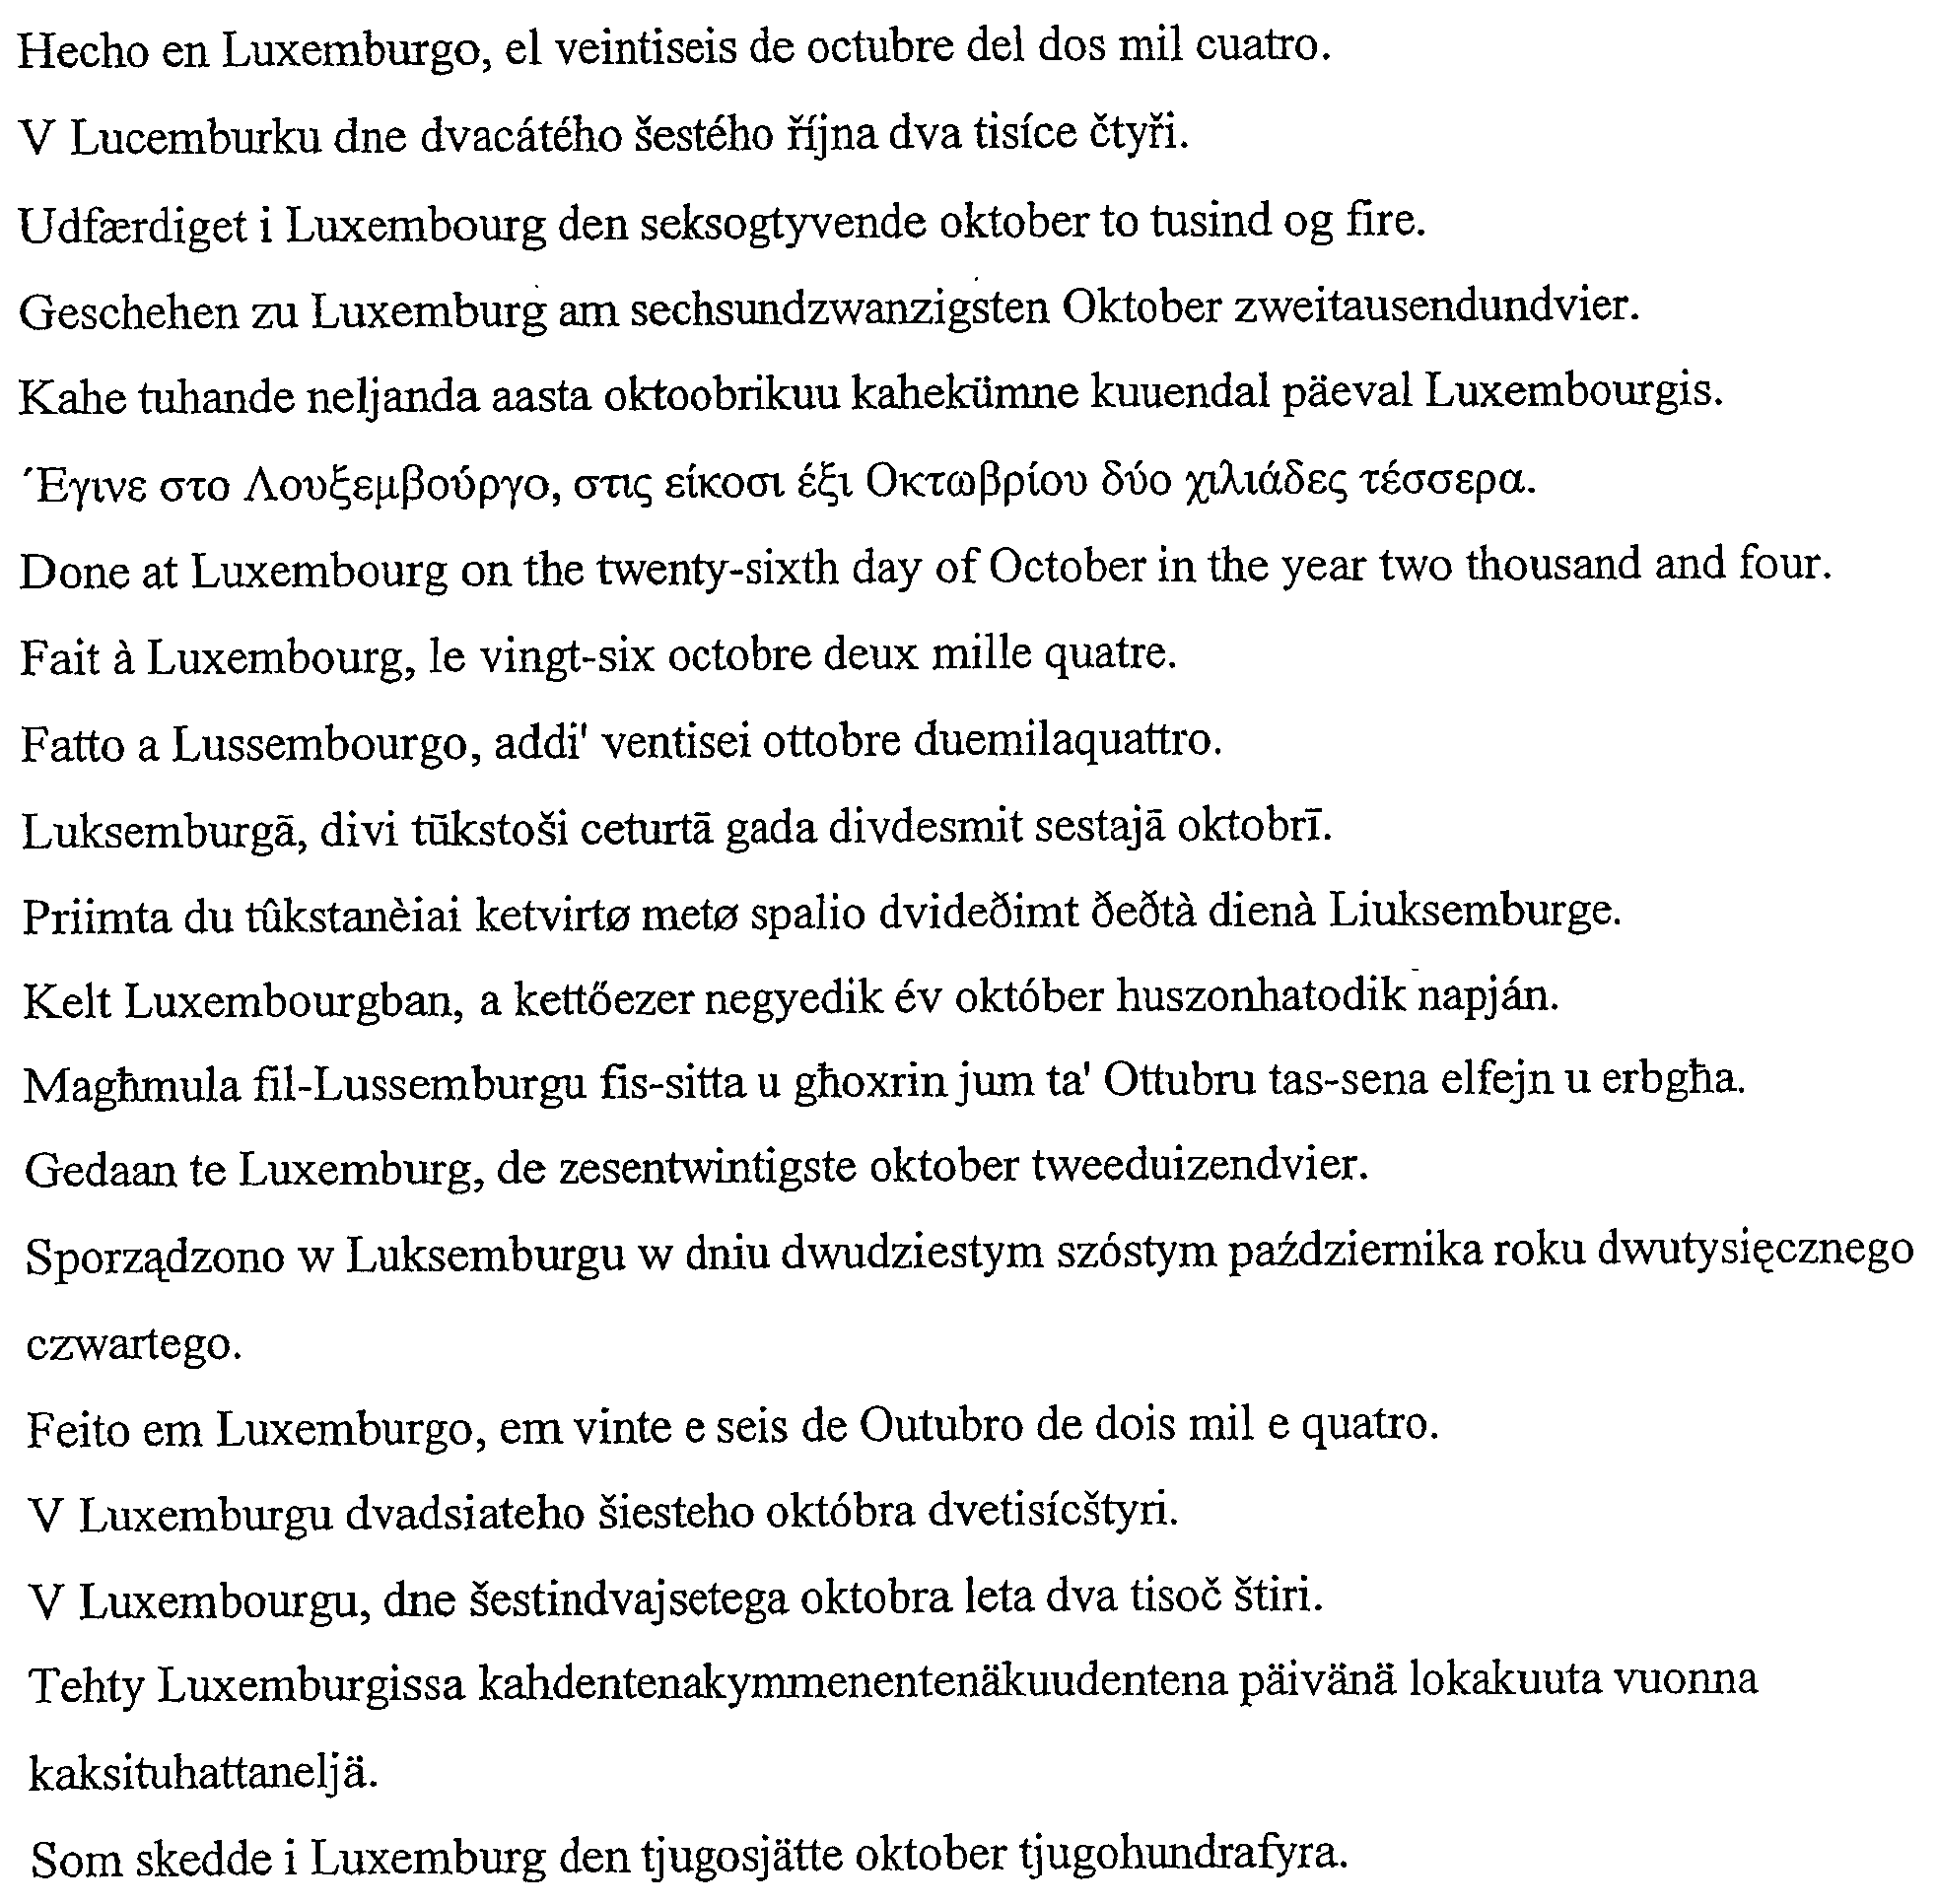 Hecho en Luxemburgo, el veintiseis de octubre del dos mil cuatro.
V Lucemburku dne dvacátého šestého října dva tisíce čtyři.
Udfærdiget i Luxembourg den seksogtyvende oktober to tusind og fire.
Geschehen zu Luxemburg am sechsundzwanzigsten Oktober zweitausendundvier.
Kahe tuhande neljanda aasta oktoobrikuu kahekümne kuuendal päeval Luxembourgis.
Έγινε στο Λουξεμβούργο, στις είκοσι έξι Οκτωβρίου δύο χιλιάδες τέσσερα.
Done at Luxembourg on the twenty-sixth day of October in the year two thousand and four.
Fait à Luxembourg, le vingt-six octobre deux mille quatre.
Fatto a Lussembourgo, addi' ventisei ottobre duemilaquattro.
Luksemburgā, divi tūkstoši ceturtā gada divdesmit sestajā oktobrī.
Priimta du tûkstanèiai ketvirtø metø spalio dvideðimt ðeðtà dienà Liuksemburge.
Kelt Luxembourgban, a kettőezer negyedik év október huszonhatodik napján.
Magħmula fil-Lussemburgu fis-sitta u għoxrin jum ta' Ottubru tas-sena elfejn u erbgħa.
Gedaan te Luxemburg, de zesentwintigste oktober tweeduizendvier.
Sporządzono w Luksemburgu w dniu dwudziestym szóstym października roku dwutysięcznego
czwartego.
Feito em Luxemburgo, em vinte e seis de Outubro de dois mil e quatro.
V Luxemburgu dvadsiateho šiesteho októbra dvetisícštyri.
V Luxembourgu, dne šestindvajsetega oktobra leta dva tisoč štiri.
Tehty Luxemburgissa kahdentenakymmenentenäkuudentena päivänä lokakuuta vuonna
kaksituhattaneljä.
Som skedde i Luxemburg den tjugosjätte oktober tjugohundrafyra.